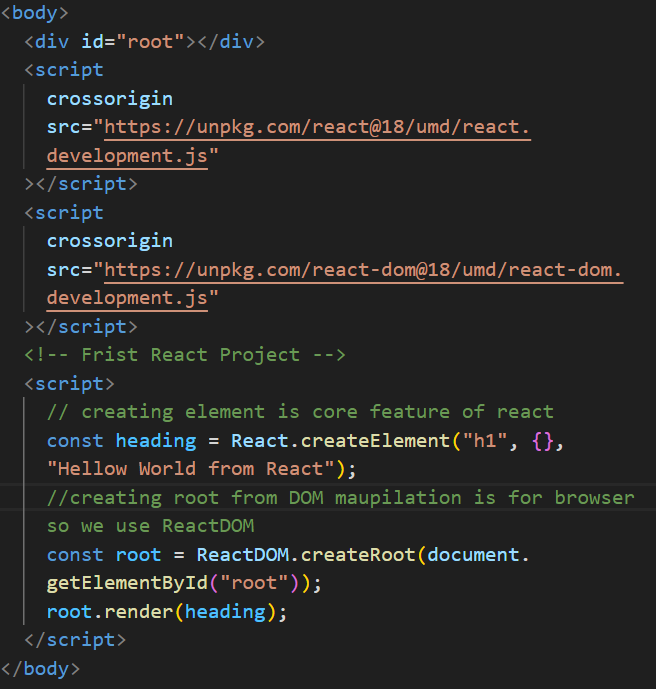 <body>
<div id="root"></div>
<script
crossorigin
src="https://unpkg.com/react@18/umd/react.
development.js"
></script>
<script
crossorigin
src="https://unpkg.com/react-dom@18/umd/react-dom.
development.js"
></script>
<!-- Frist React Project -->
<script>
// creating element is core feature of react
const heading = React.createElement("h1", {},
"Hellow World from React");
//creating root from DOM maupilation is for browser
so we use ReactDOM
const root = ReactDOM.createRoot(document.
getElementById("root"));
root.render(heading);
</script>
</body>